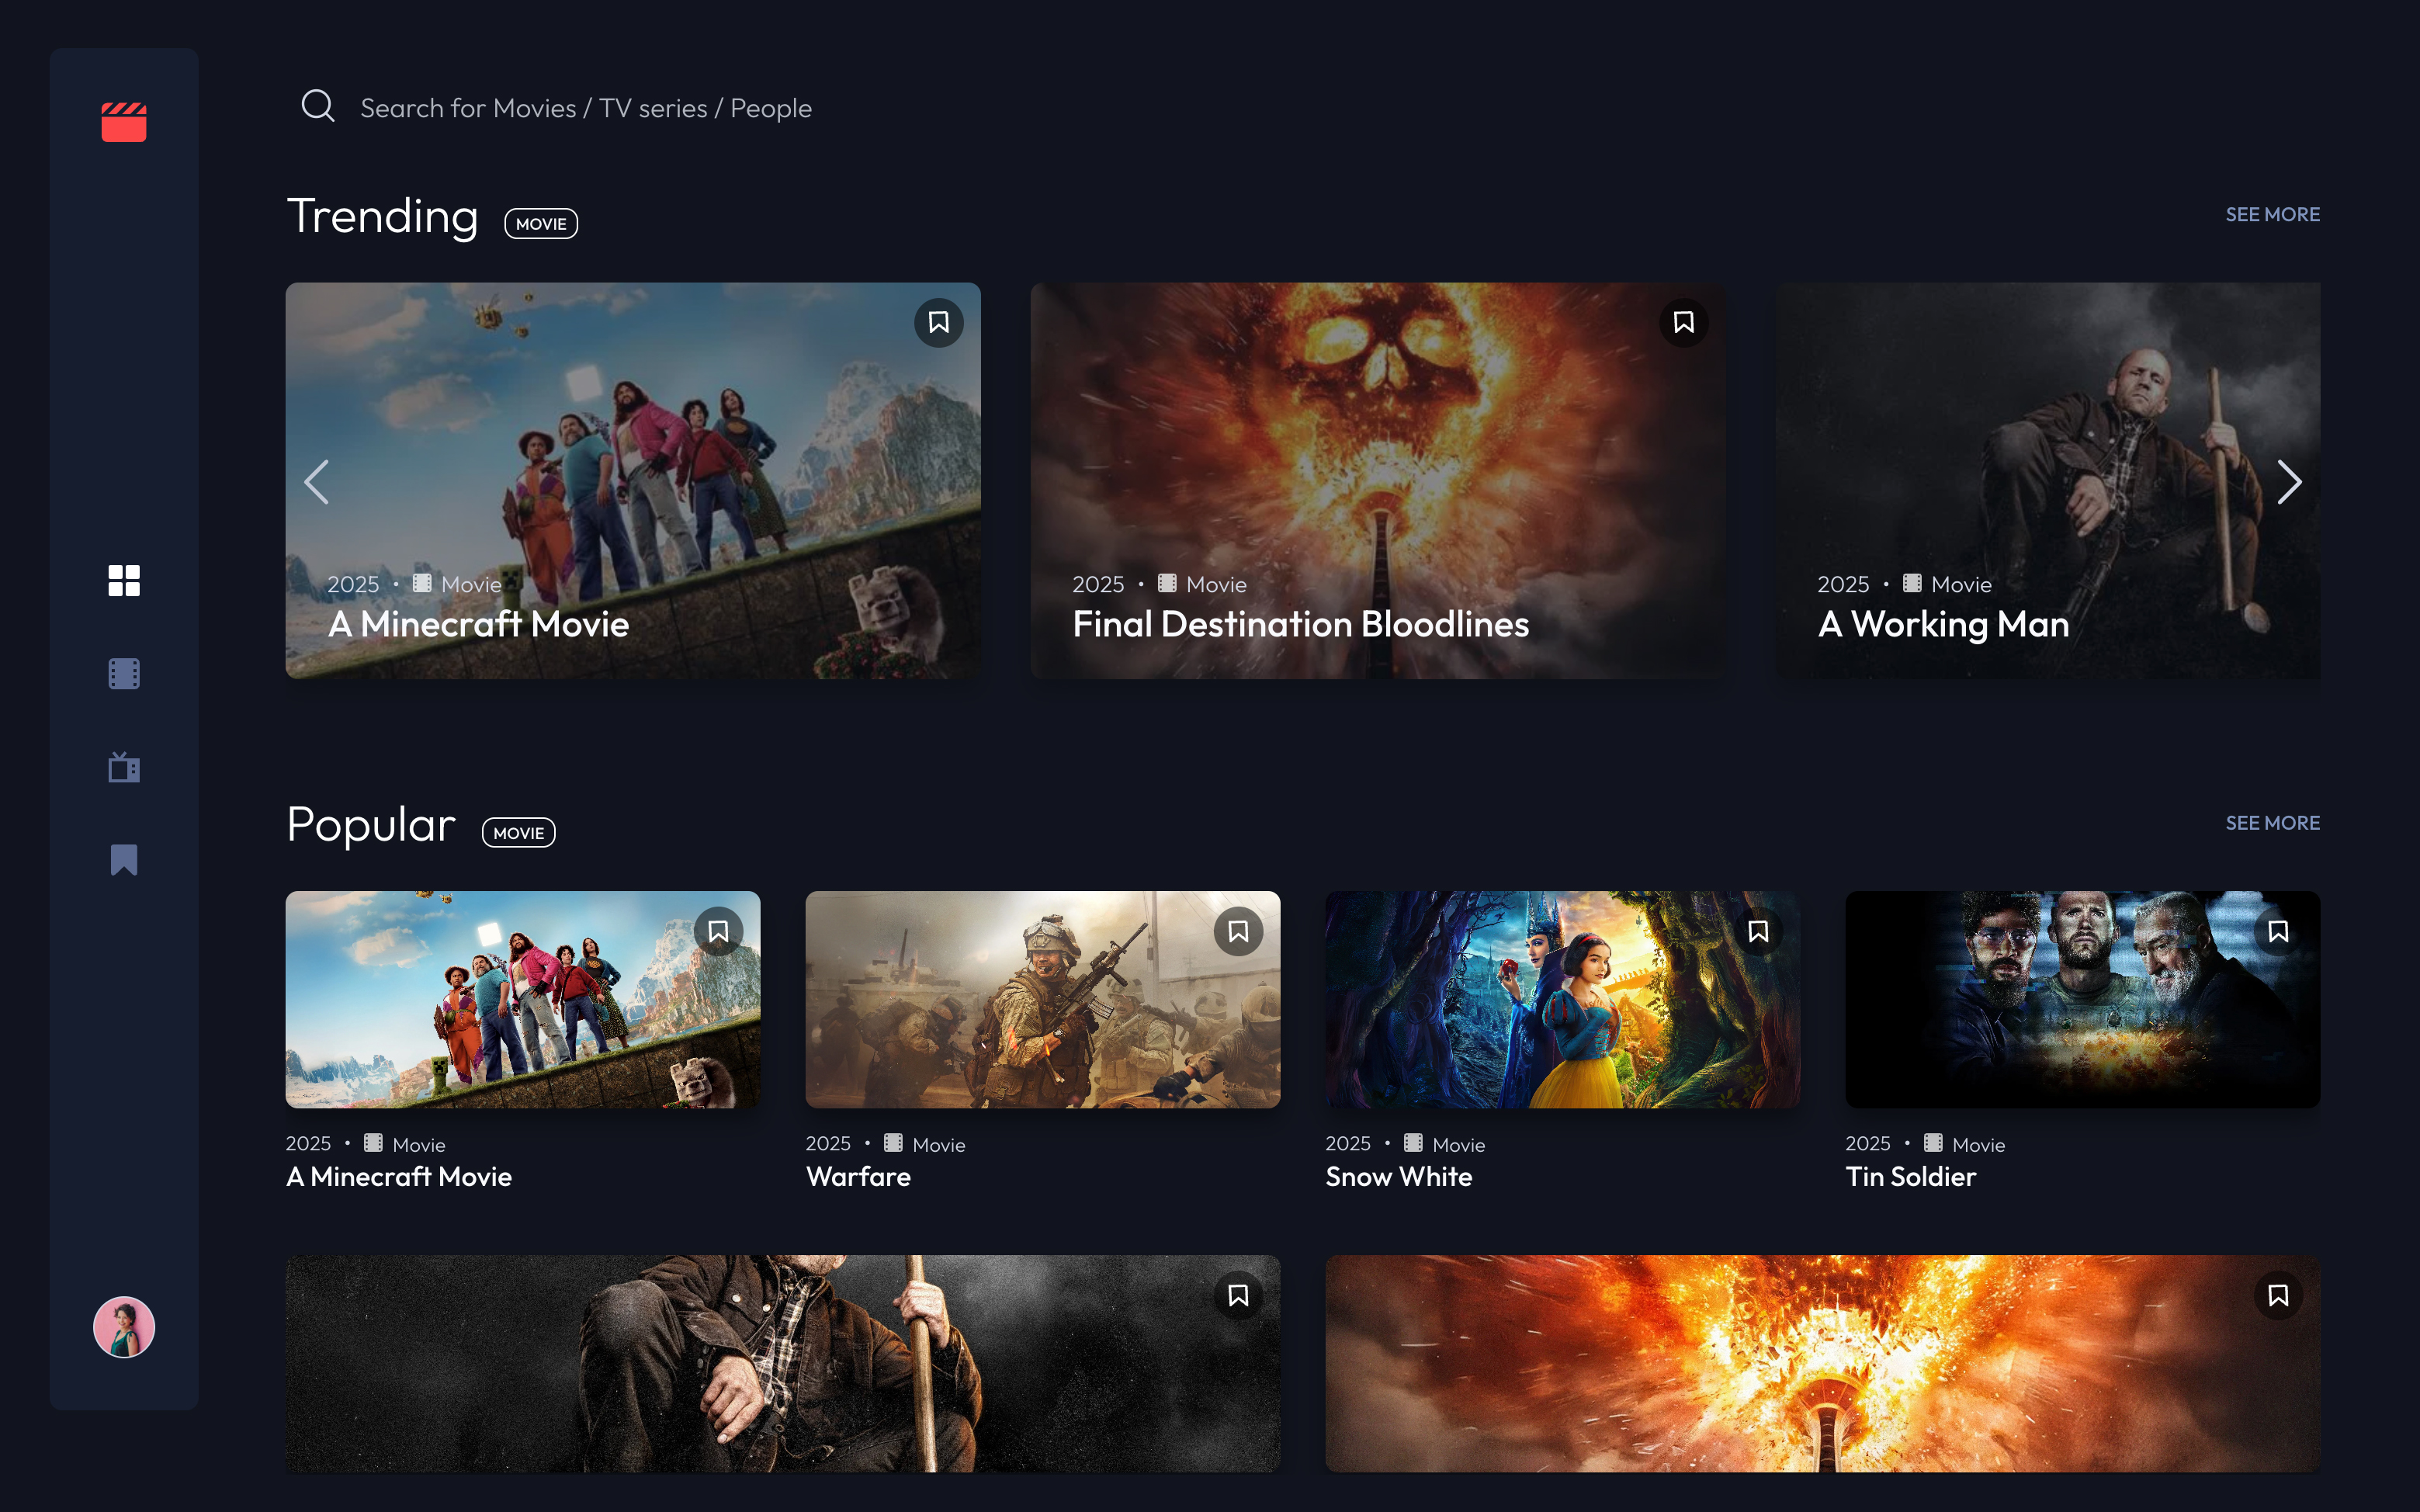 Search for Movies / TV series / People
Trending MOVIE SEE MORE
2025 • Movie
A Minecraft Movie
2025 • Movie
Final Destination Bloodlines
2025 • Movie
A Working Man
Popular MOVIE SEE MORE
2025 • Movie
A Minecraft Movie
2025 • Movie
Warfare
2025 • Movie
Snow White
2025 • Movie
Tin Soldier